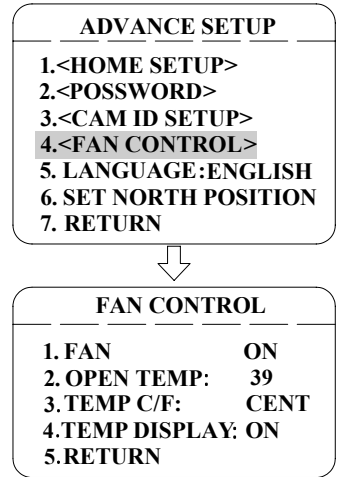 ADVANCE SETUP
1.<HOME SETUP>
2.<POSSWORD>
3.<CAM ID SETUP>
4.<FAN CONTROL>
5. LANGUAGE:ENGLISH
6. SET NORTH POSITION
7. RETURN
FAN CONTROL
1. FAN ON
2. OPEN TEMP: 39
3. TEMP C/F: CENT
4.TEMP DISPLAY: ON
5.RETURN